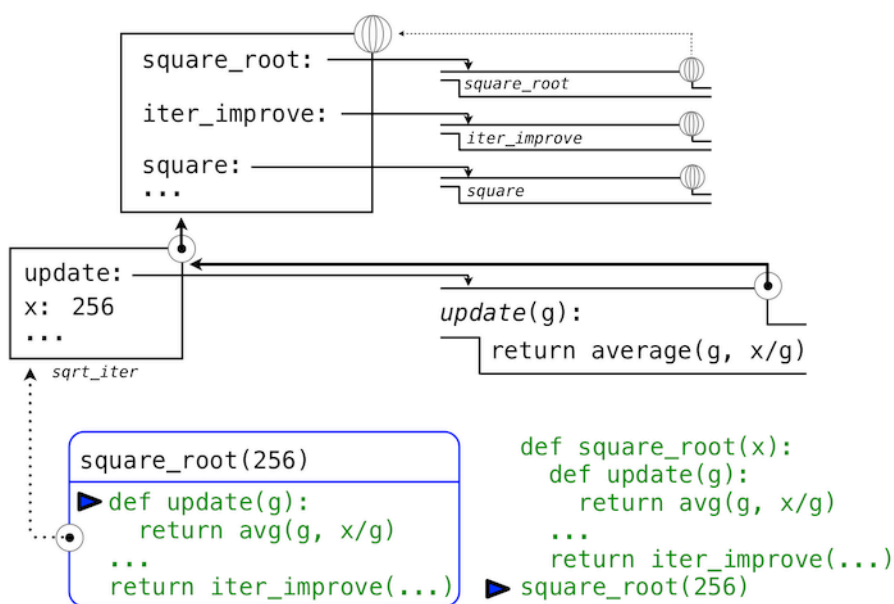 square_root:
square_root
iter_improve:
iter_improve
square:
square
...
update:
x: 256
...
sqrt_iter
update(g):
return average(g, x/g)
square_root(256)
def update(g):
return avg(g, x/g)
...
return iter_improve(...)
def square_root(x):
def update(g):
return avg(g, x/g)
...
return iter_improve(...)
square_root(256)